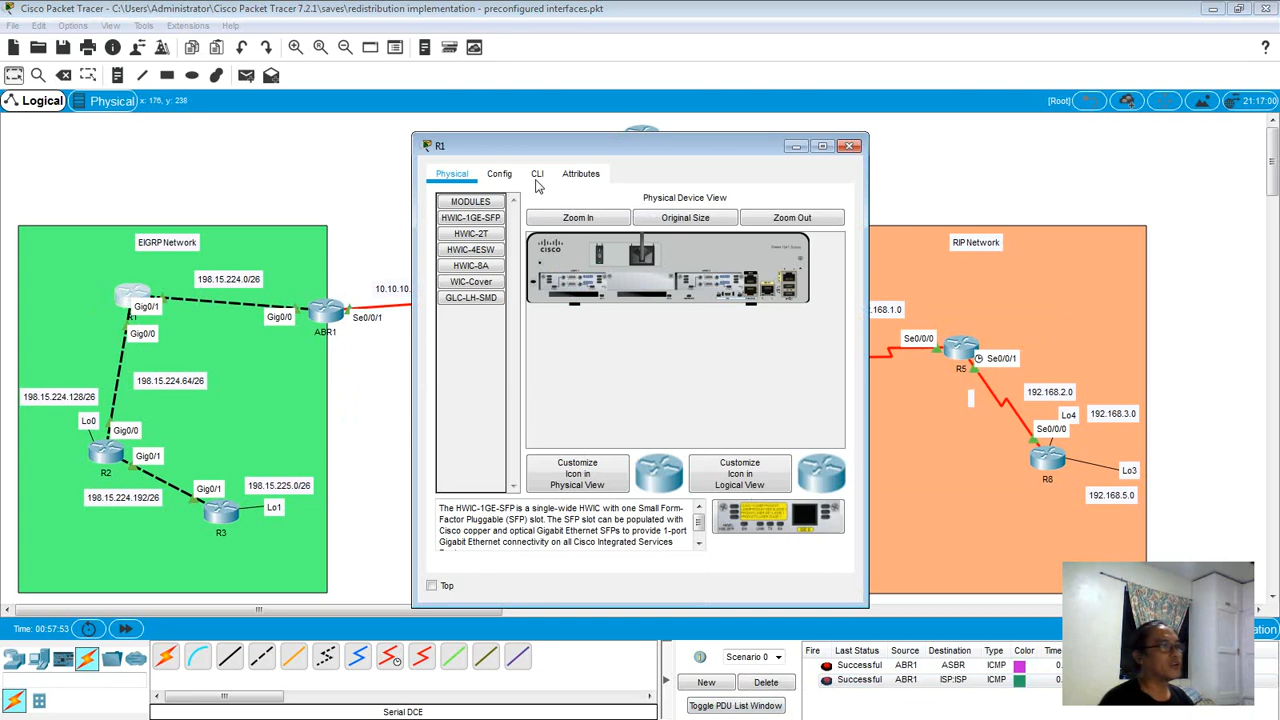 Cisco Packet Tracer - C:\Users\Administrator\Cisco Packet Tracer 7.2.1\saves\redistribution implementation - preconfigured interfaces.pkt
File Edit Options View Tools Extensions Help
?
Logical Physical x: 176, y: 238 [Root] 21:17:00
R1
Physical Config CLI Attributes
MODULES
HWIC-1GE-SFP
HWIC-2T
HWIC-4ESW
HWIC-8A
WIC-Cover
GLC-LH-SMD
Physical Device View
Zoom In Original Size Zoom Out
CISCO
Customize
Icon in
Physical View
Customize
Icon in
Logical View
The HWIC-1GE-SFP is a single-wide HWIC with one Small Form-
Factor Pluggable (SFP) slot. The SFP slot can be populated with
Cisco copper and optical Gigabit Ethernet SFPs to provide 1-port
Gigabit Ethernet connectivity on all Cisco Integrated Services
Top
EIGRP Network
198.15.224.0/26
Gig0/1
Gig0/0
Gig0/0
ABR1
Se0/0/1
10.10.10.
198.15.224.64/26
198.15.224.128/26
Lo0
Gig0/0
R2
Gig0/1
198.15.224.192/26
Gig0/1
R3
198.15.225.0/26
Lo1
RIP Network
.168.1.0
Se0/0/0
R5
Se0/0/1
192.168.2.0
Lo4
192.168.3.0
Se0/0/0
R8
Lo3
192.168.5.0
Time: 00:57:53
Scenario 0
New Delete
Toggle PDU List Window
Serial DCE
Fire Last Status Source Destination Type Color Time
Successful ABR1 ASBR ICMP 0.
Successful ABR1 ISP:ISP ICMP 0.